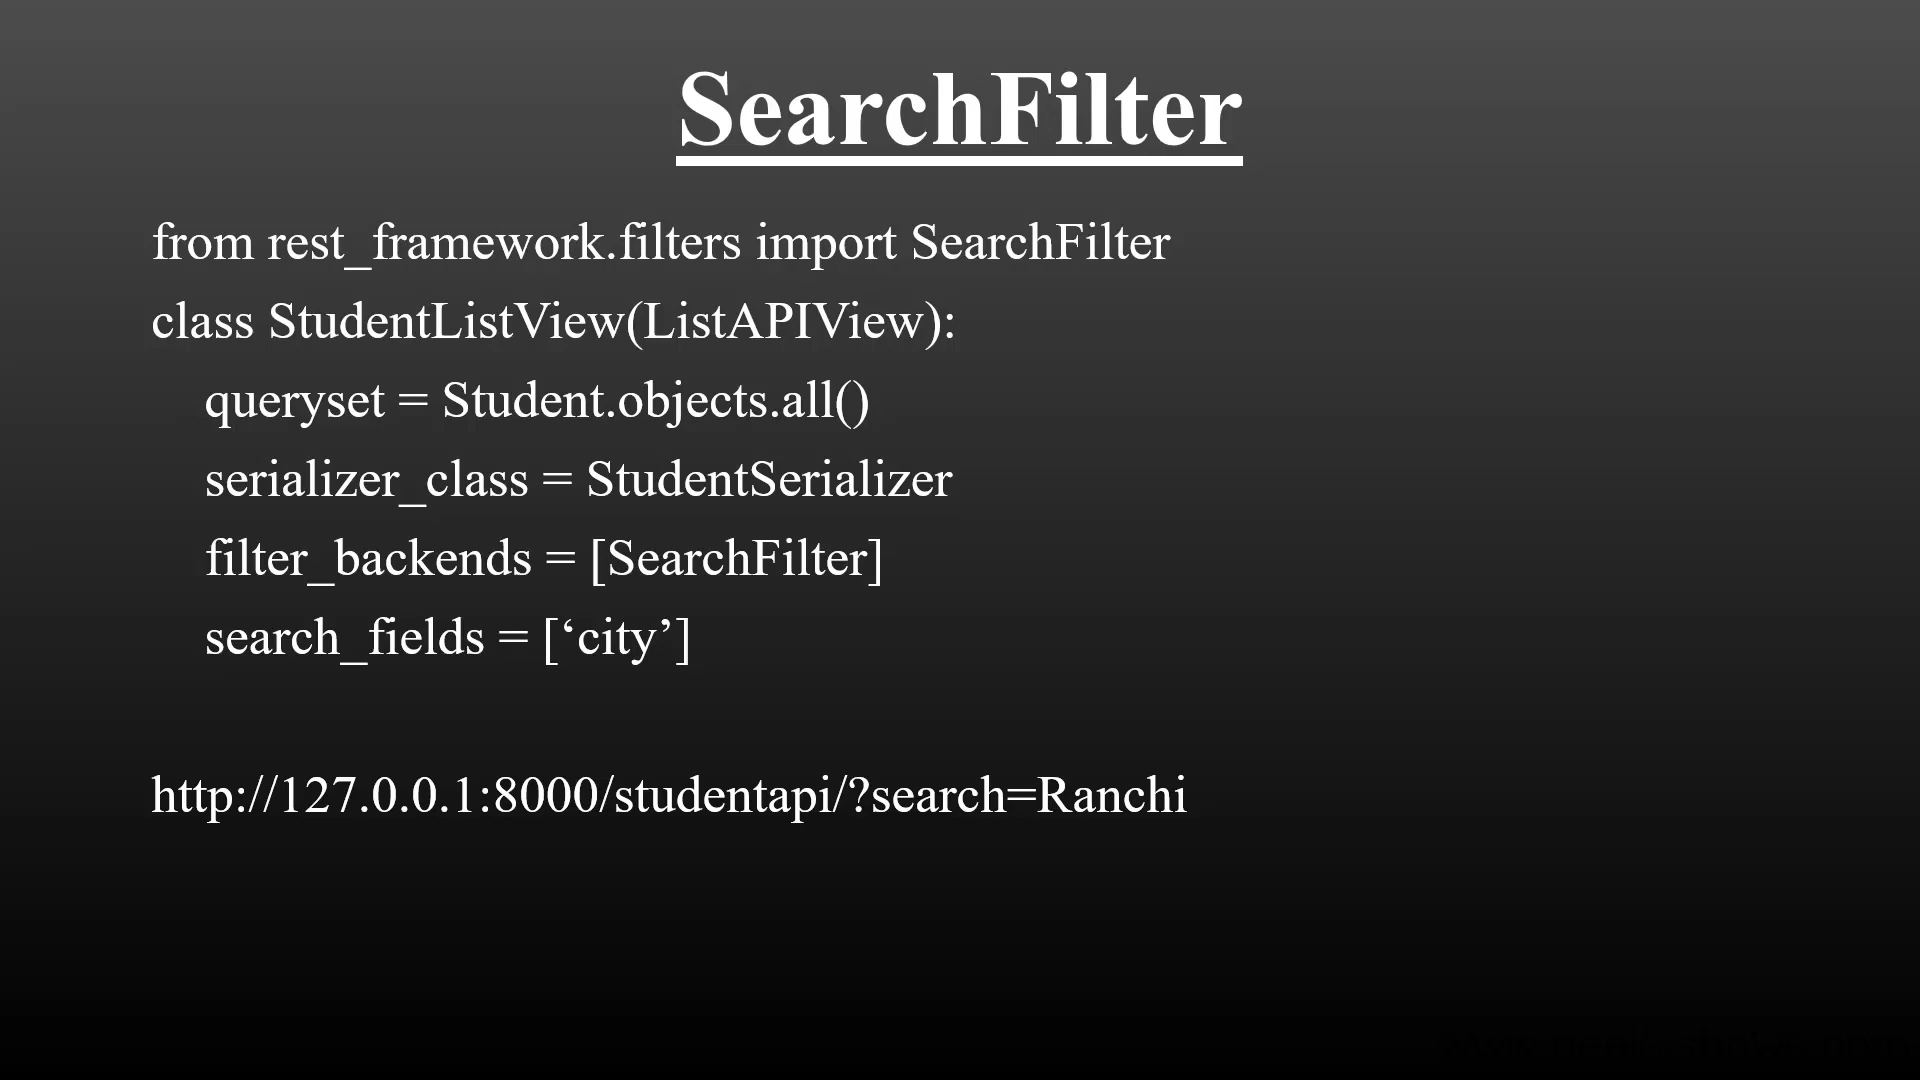 SearchFilter
from rest_framework.filters import SearchFilter
class StudentListView(ListAPIView):
queryset = Student.objects.all()
serializer_class = StudentSerializer
filter_backends = [SearchFilter]
search_fields = [‘city’]
http://127.0.0.1:8000/studentapi/?search=Ranchi